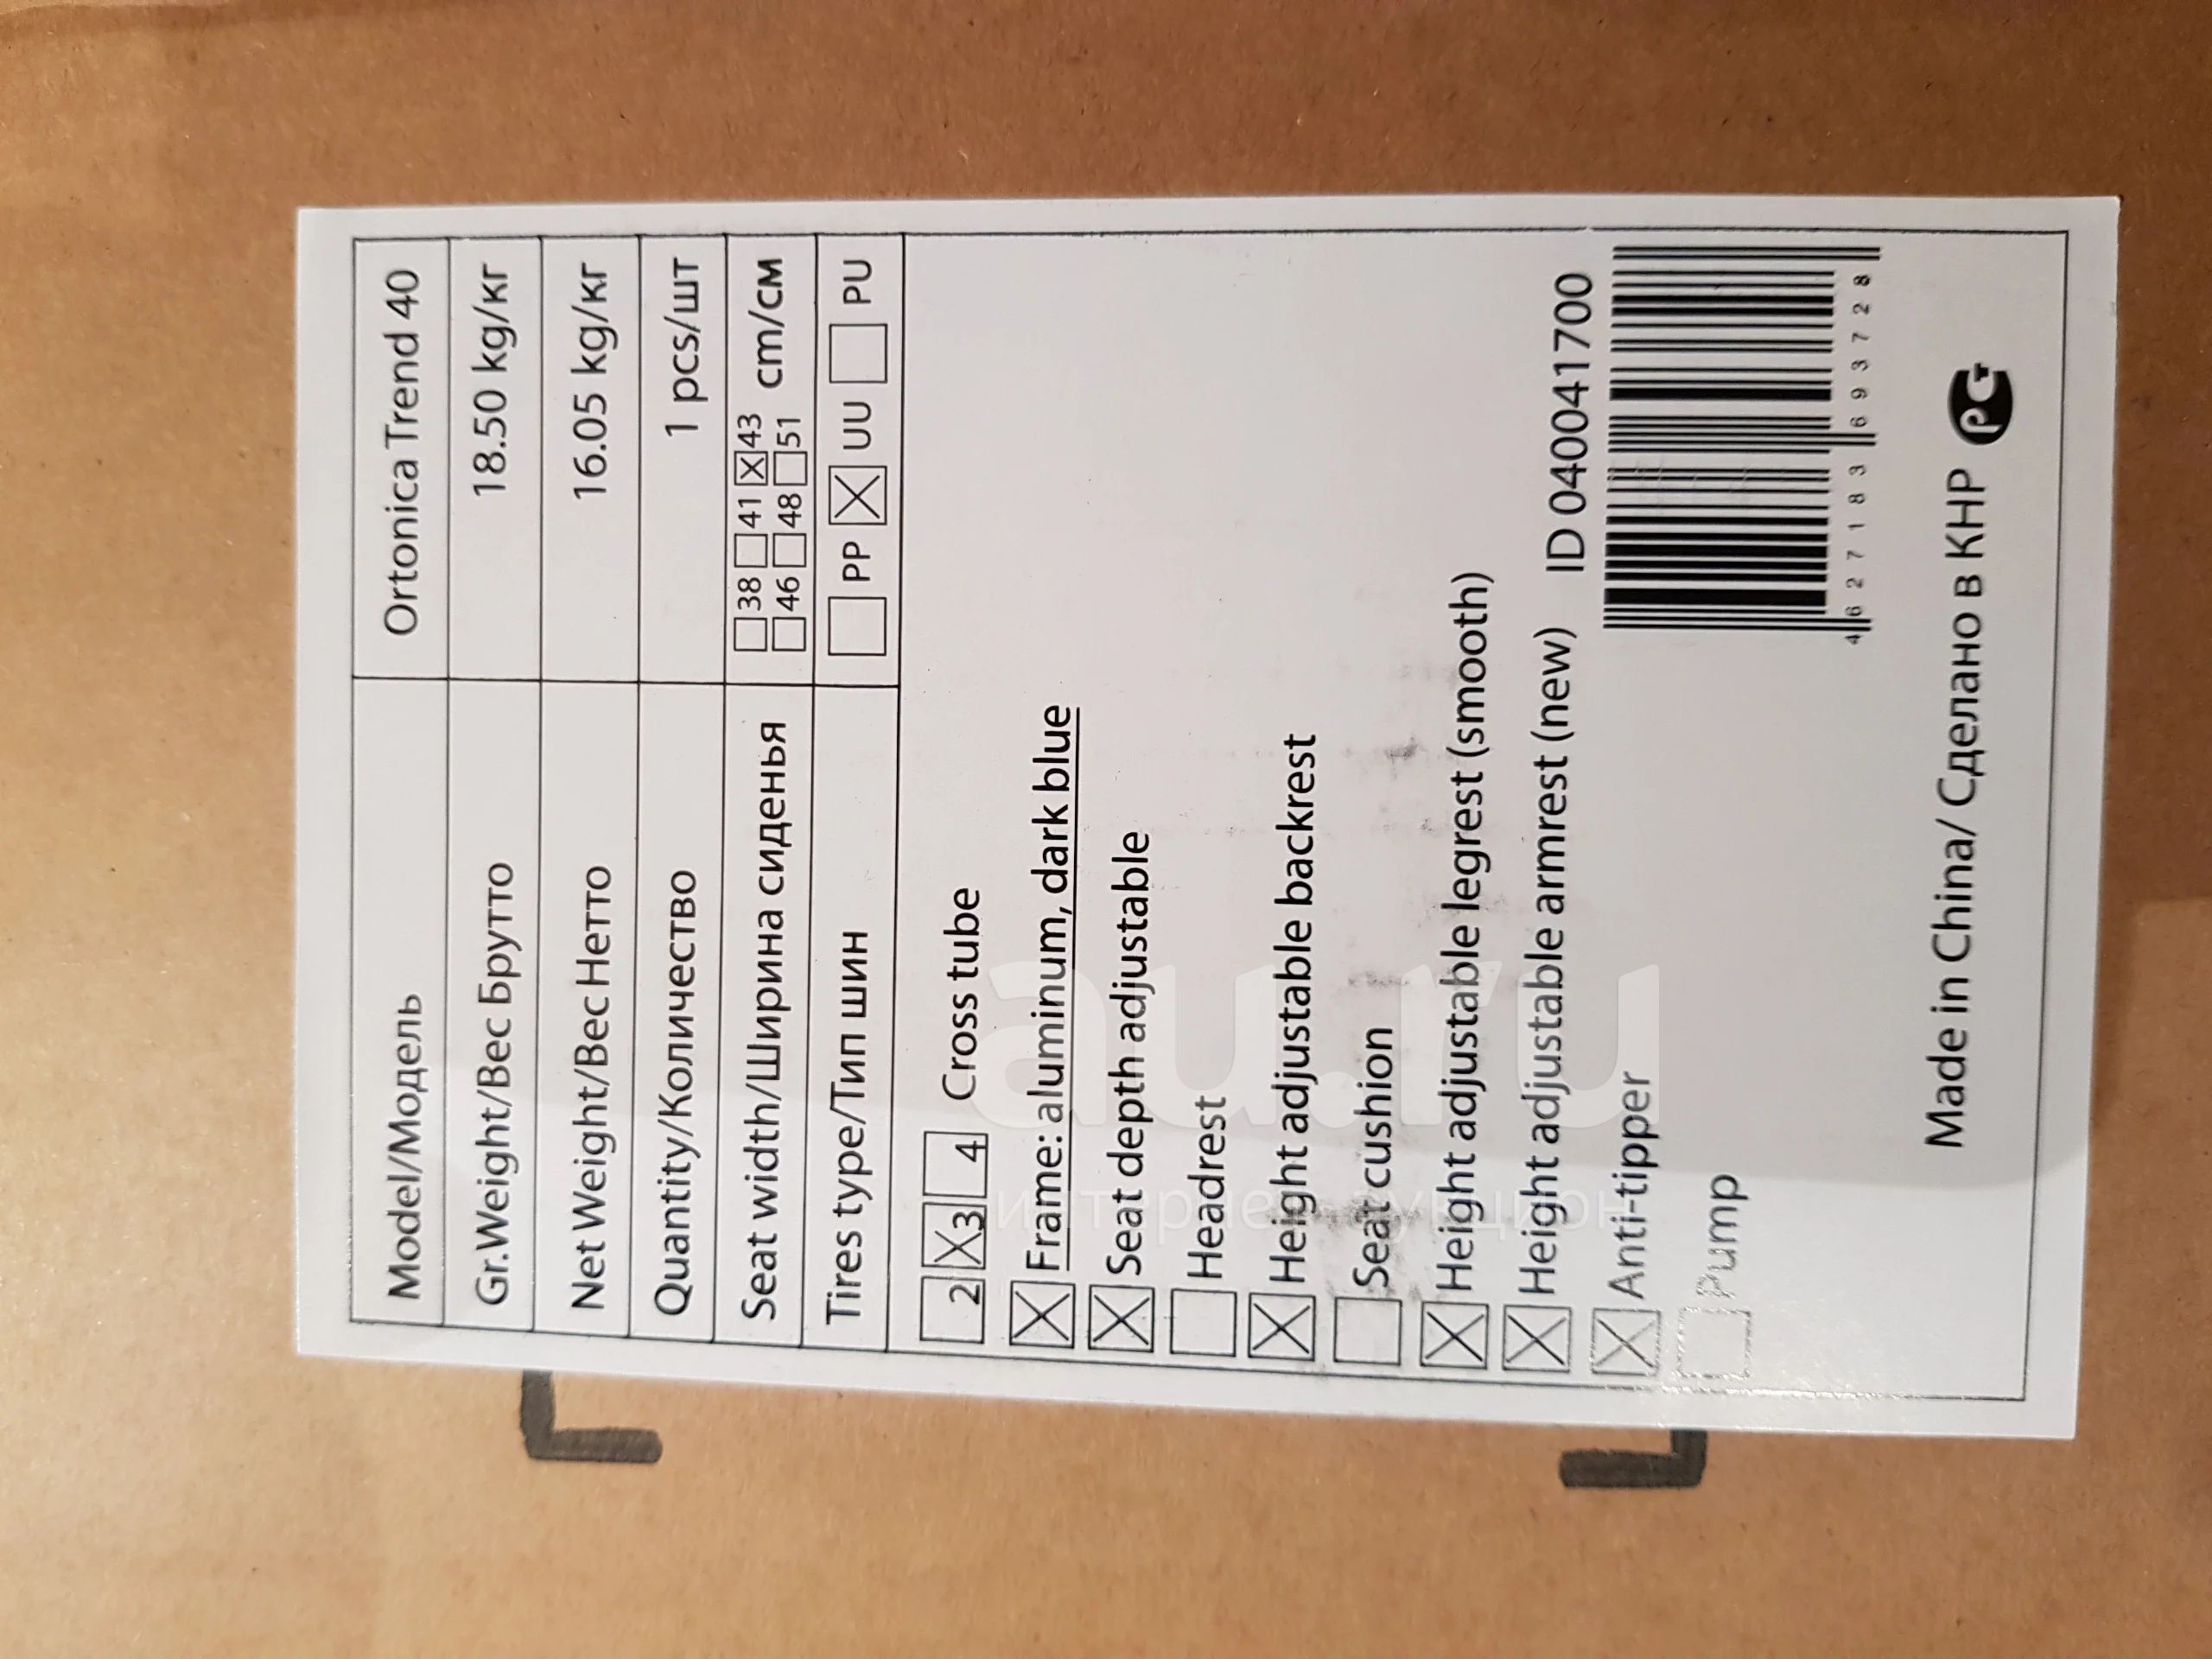 Model/Модель Ortonica Trend 40
Gr.Weight/Вес Брутто 18.50 kg/кг
Net Weight/Вес Нетто 16.05 kg/кг
Quantity/Количество 1 pcs/шт
Seat width/Ширина сиденья 38 41 43 cm/см
46 48 51
Tires type/Тип шин PP UU PU
2 3 4 Cross tube
Frame: aluminum, dark blue
Seat depth adjustable
Headrest
Height adjustable backrest
Seat cushion
Height adjustable legrest (smooth)
Height adjustable armrest (new) ID 040041700
Anti-tipper
Pump
4 627183 693728
Made in China/ Сделано в КНР РСТ
au.ru
интернет-аукцион